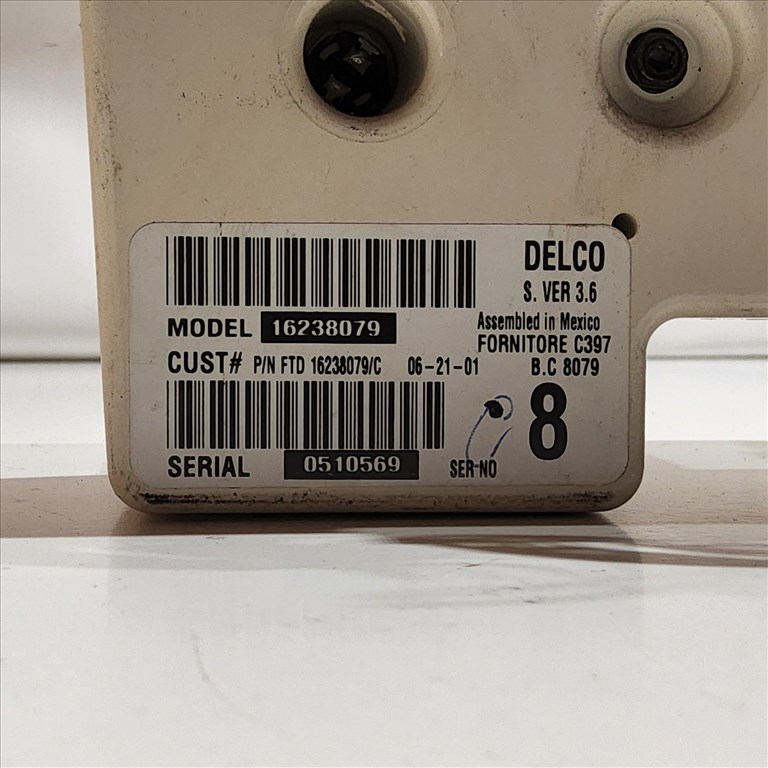 DELCO
S. VER 3.6
MODEL 16238079
Assembled in Mexico
FORNITORE C397
CUST# P/N FTD 16238079/C 06-21-01
B.C 8079
8
SERIAL 0510569
SER NO